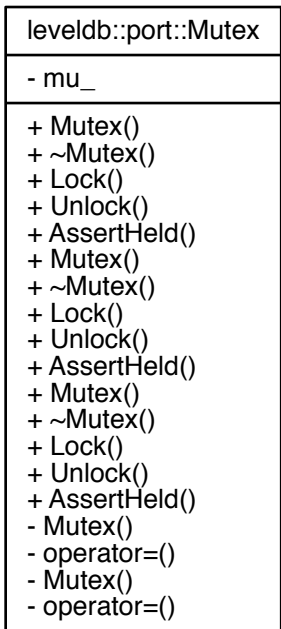 leveldb::port::Mutex
- mu_
+ Mutex()
+ ~Mutex()
+ Lock()
+ Unlock()
+ AssertHeld()
+ Mutex()
+ ~Mutex()
+ Lock()
+ Unlock()
+ AssertHeld()
+ Mutex()
+ ~Mutex()
+ Lock()
+ Unlock()
+ AssertHeld()
- Mutex()
- operator=()
- Mutex()
- operator=()